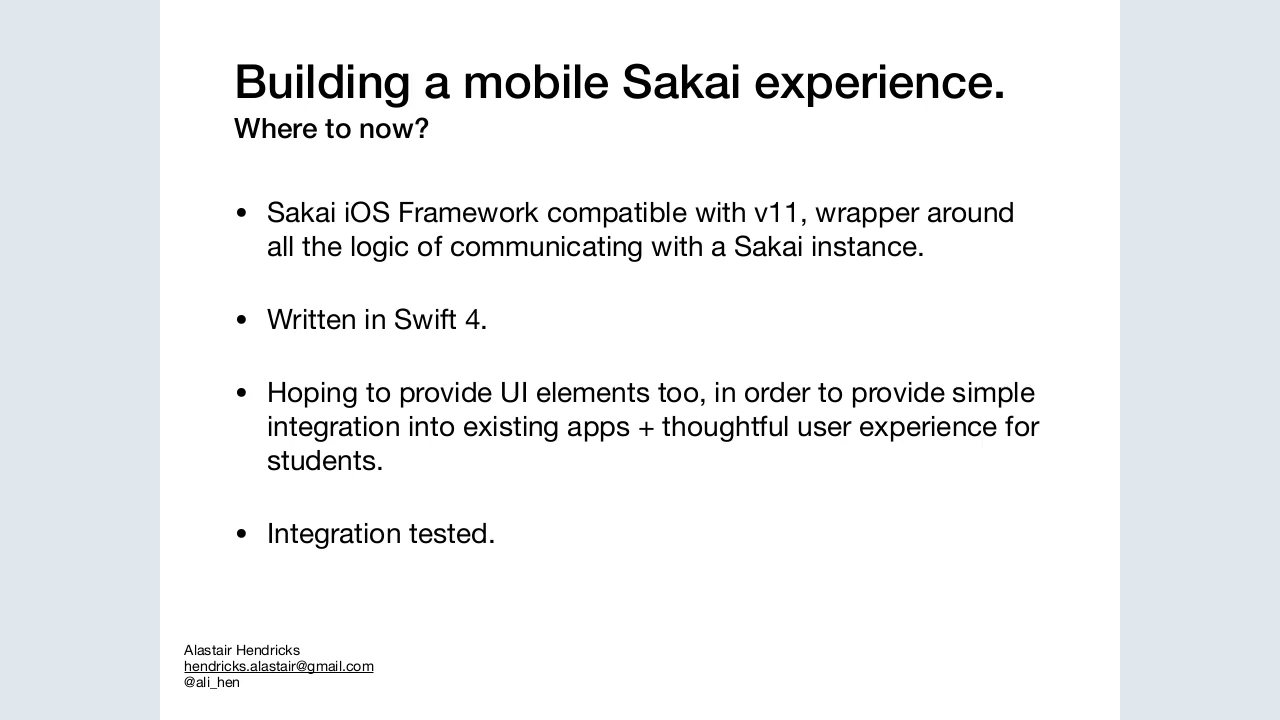 Building a mobile Sakai experience.
Where to now?
• Sakai iOS Framework compatible with v11, wrapper around
all the logic of communicating with a Sakai instance.
• Written in Swift 4.
• Hoping to provide UI elements too, in order to provide simple
integration into existing apps + thoughtful user experience for
students.
• Integration tested.
Alastair Hendricks
hendricks.alastair@gmail.com
@ali_hen